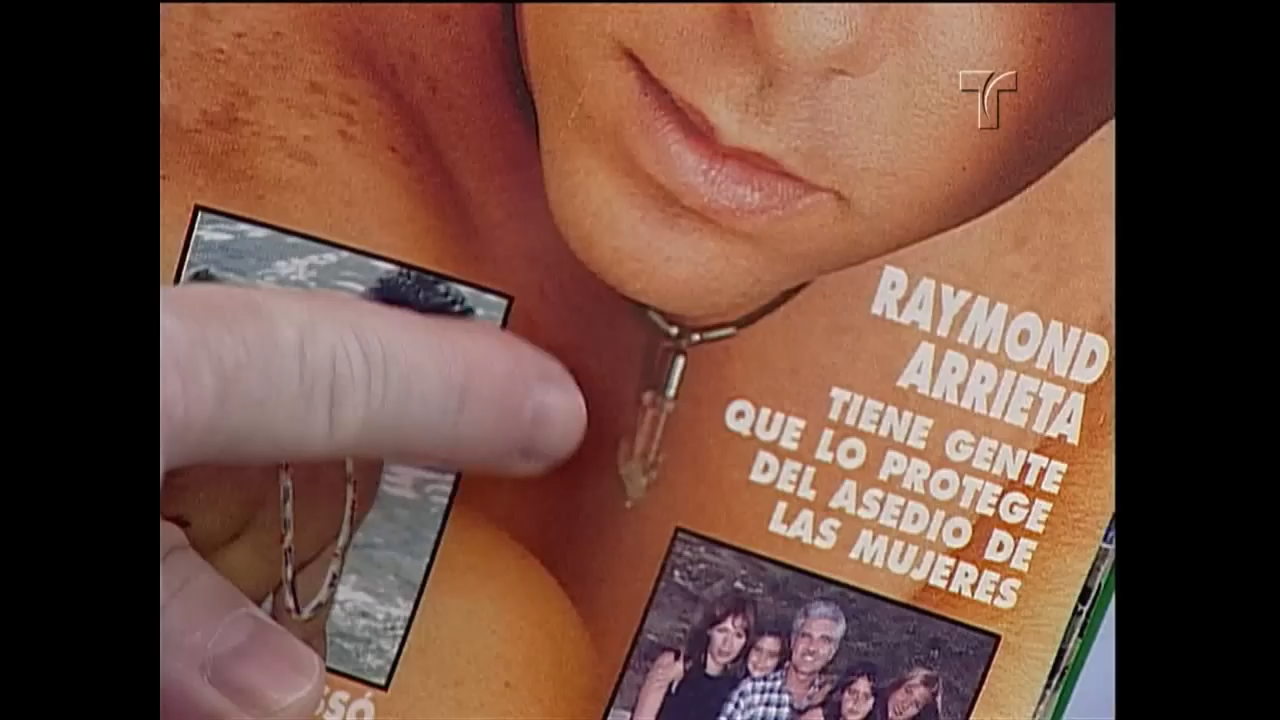 RAYMOND
ARRIETA
TIENE GENTE
QUE LO PROTEGE
DEL ASEDIO DE
LAS MUJERES